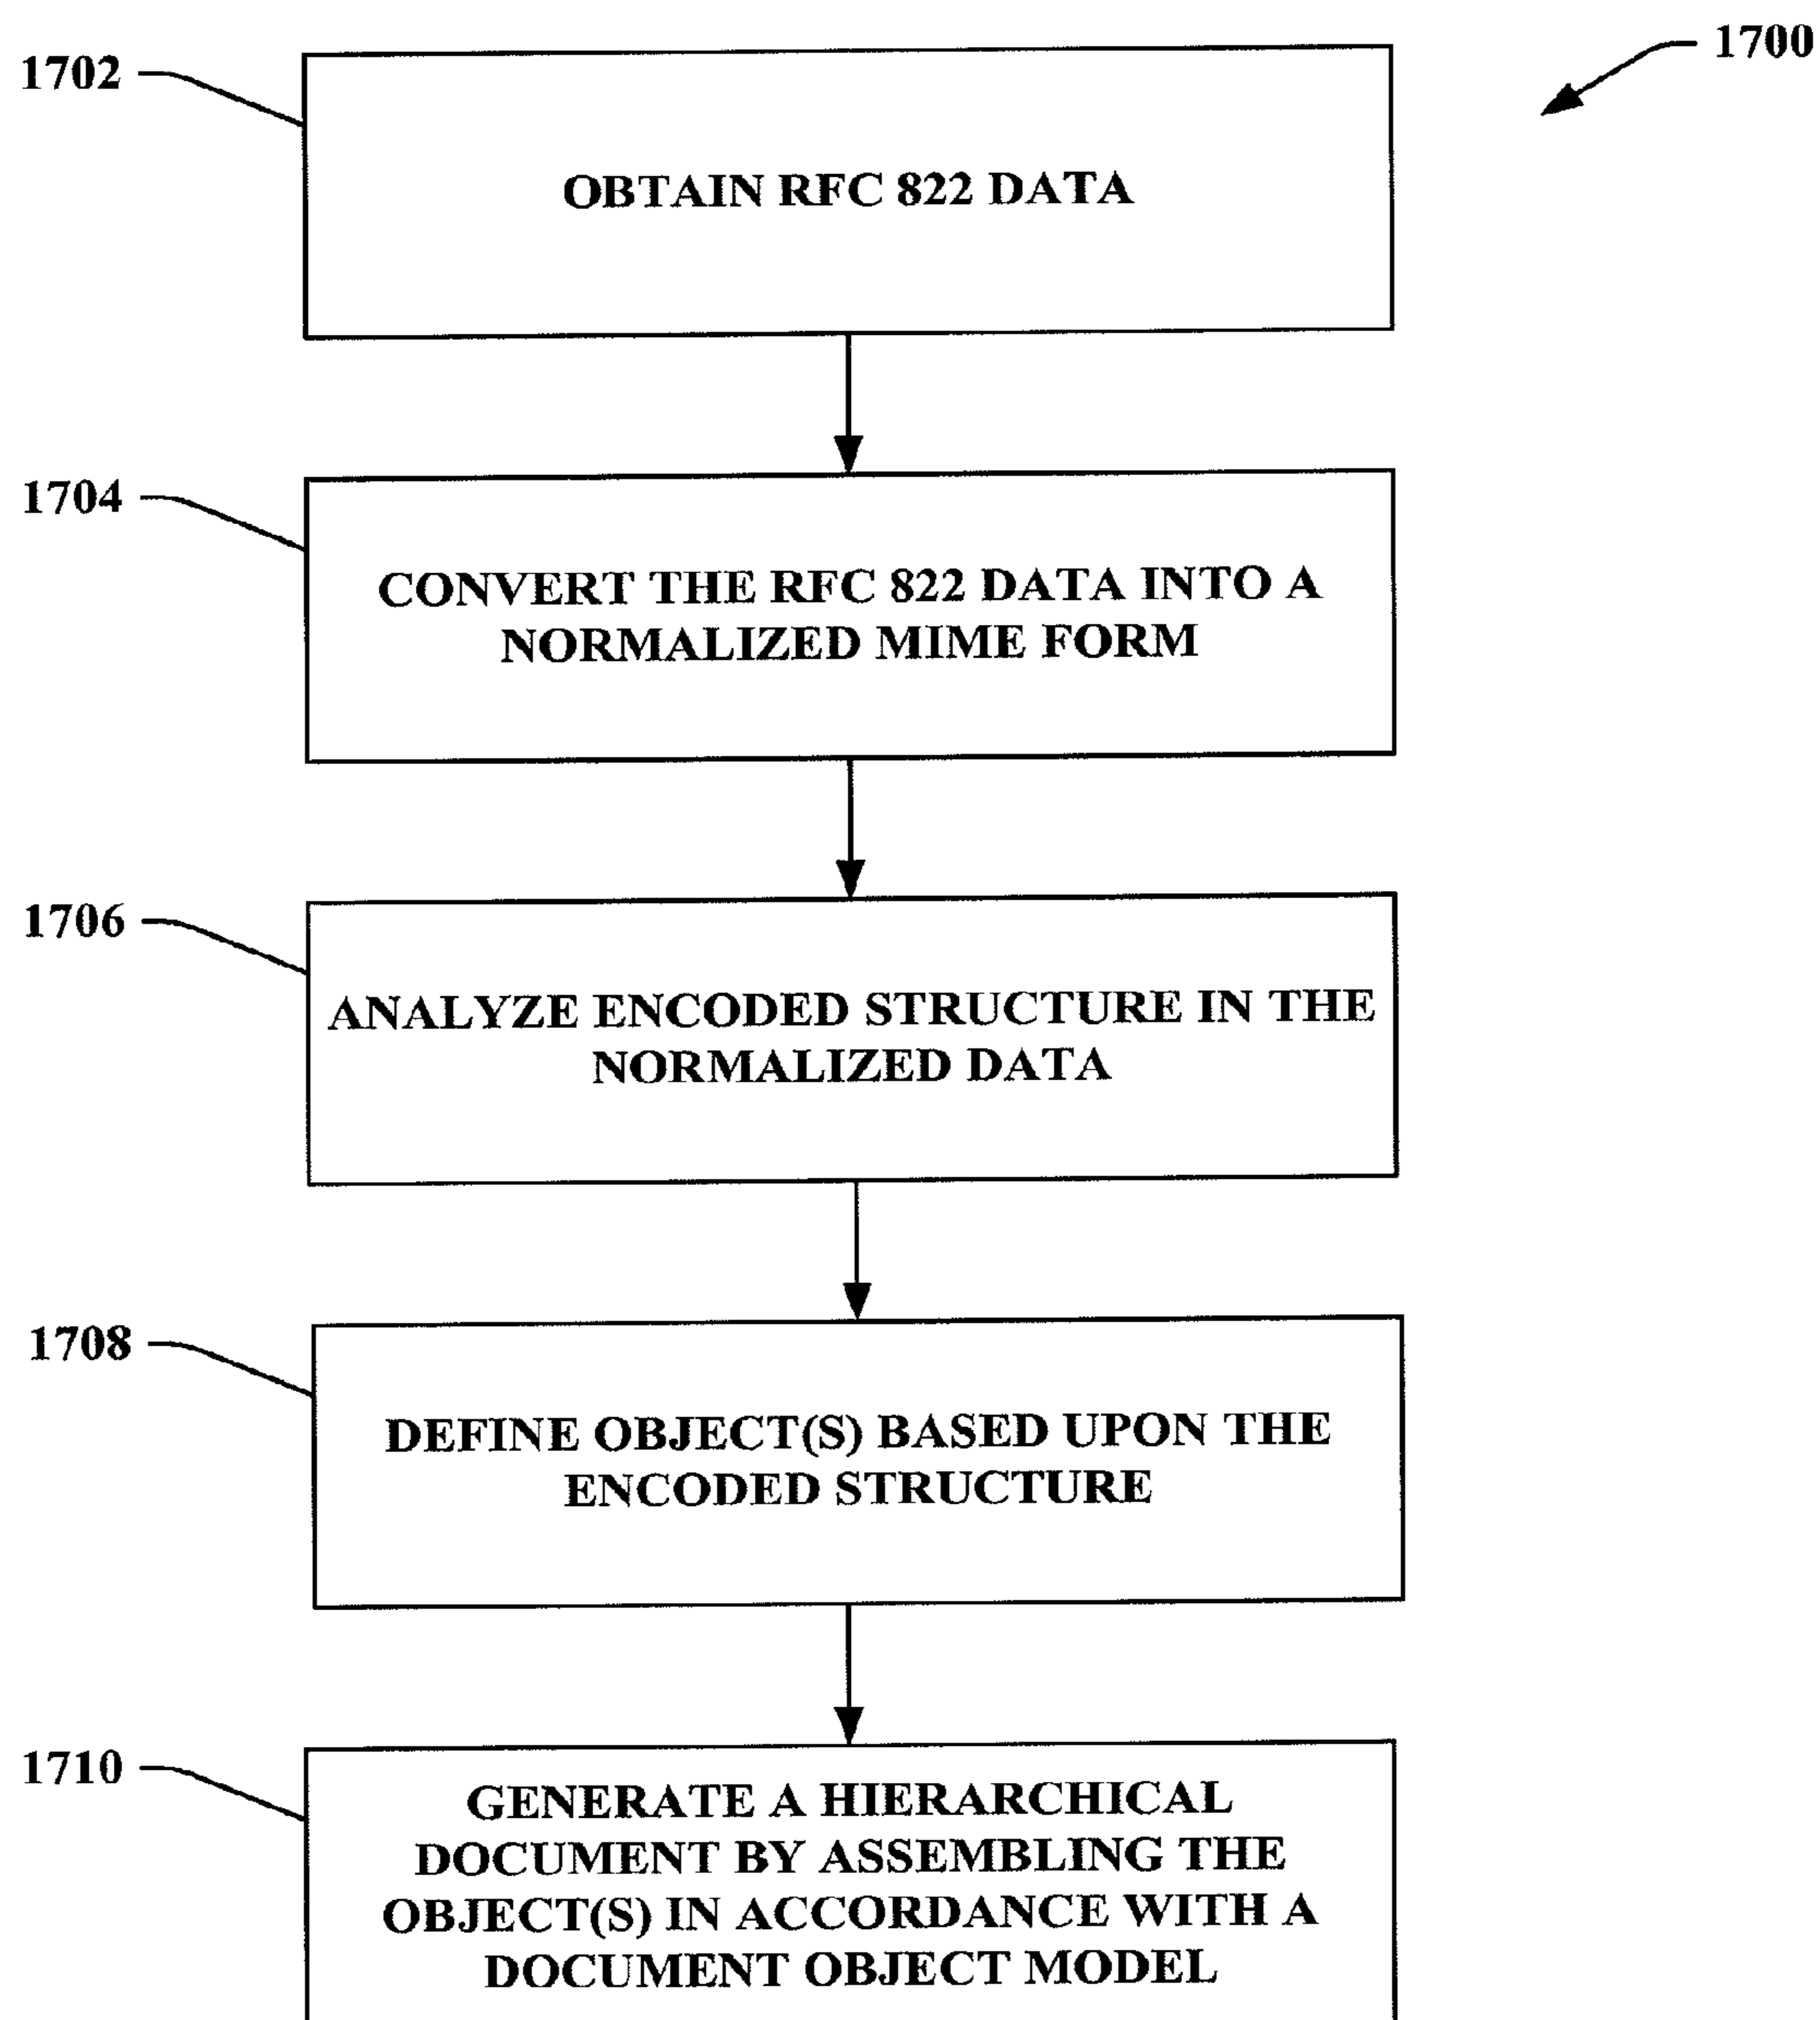 1700
1702
OBTAIN RFC 822 DATA
1704
CONVERT THE RFC 822 DATA INTO A
NORMALIZED MIME FORM
1706
ANALYZE ENCODED STRUCTURE IN THE
NORMALIZED DATA
1708
DEFINE OBJECT(S) BASED UPON THE
ENCODED STRUCTURE
1710
GENERATE A HIERARCHICAL
DOCUMENT BY ASSEMBLING THE
OBJECT(S) IN ACCORDANCE WITH A
DOCUMENT OBJECT MODEL